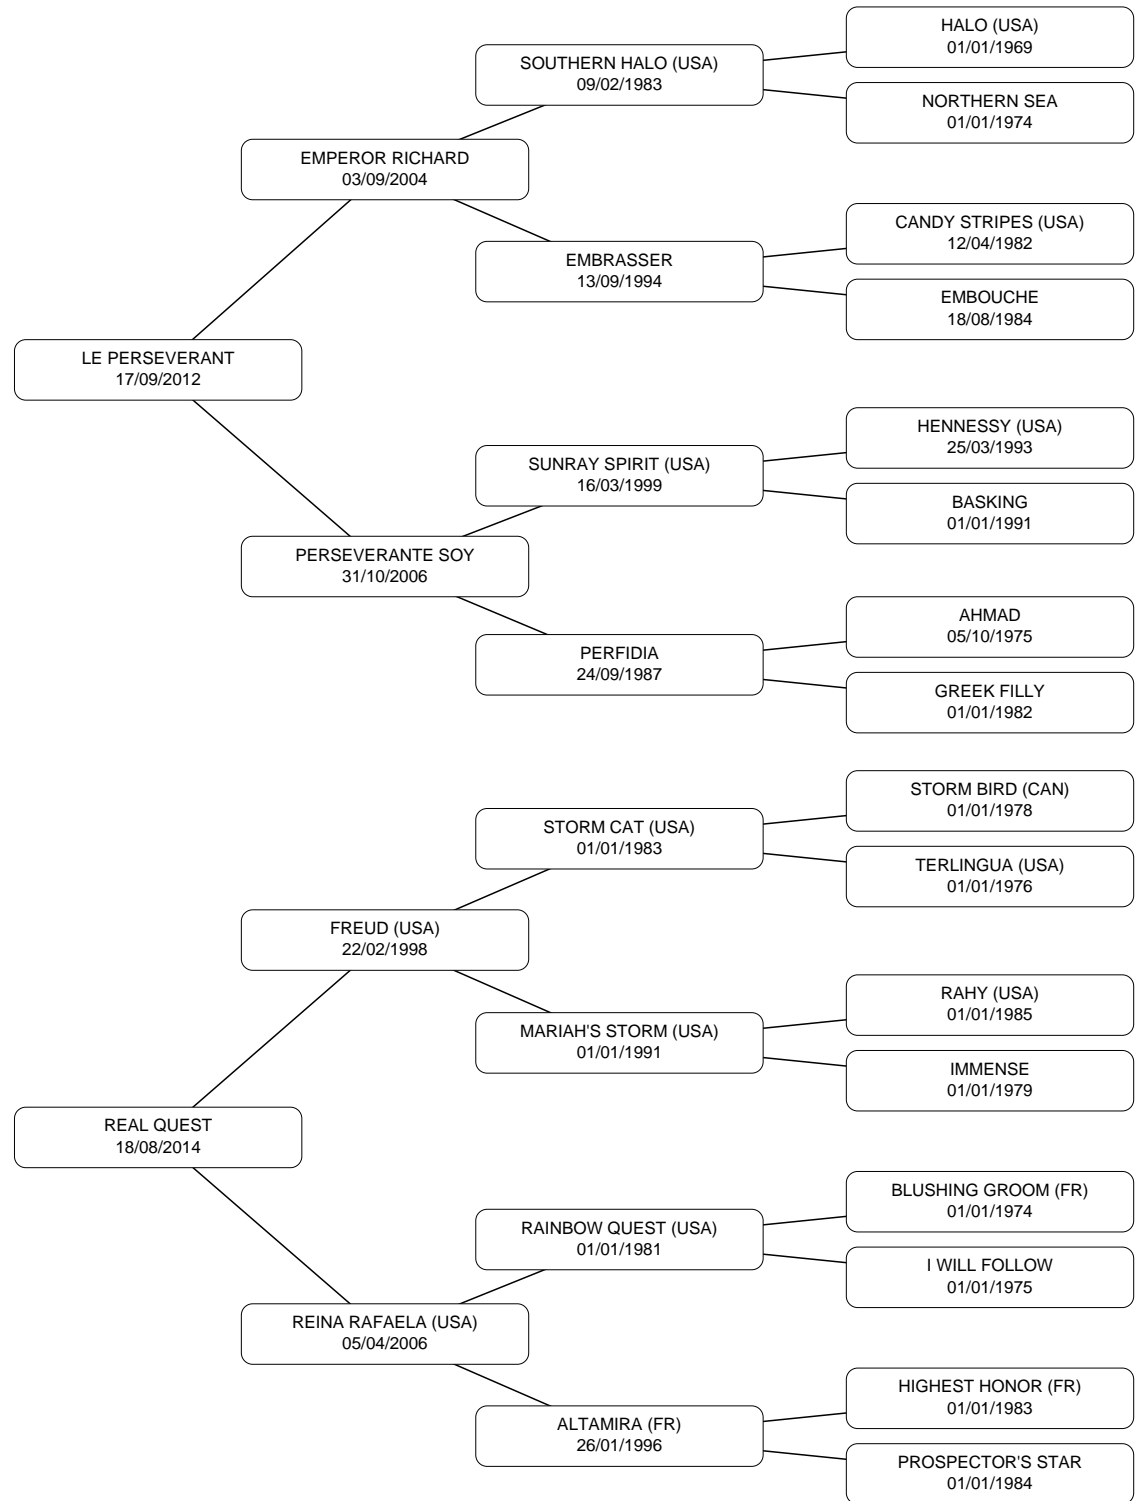 HALO (USA)
01/01/1969
SOUTHERN HALO (USA)
09/02/1983
NORTHERN SEA
01/01/1974
EMPEROR RICHARD
03/09/2004
CANDY STRIPES (USA)
12/04/1982
EMBRASSER
13/09/1994
EMBOUCHE
18/08/1984
LE PERSEVERANT
17/09/2012
HENNESSY (USA)
25/03/1993
SUNRAY SPIRIT (USA)
16/03/1999
BASKING
01/01/1991
PERSEVERANTE SOY
31/10/2006
AHMAD
05/10/1975
PERFIDIA
24/09/1987
GREEK FILLY
01/01/1982
STORM BIRD (CAN)
01/01/1978
STORM CAT (USA)
01/01/1983
TERLINGUA (USA)
01/01/1976
FREUD (USA)
22/02/1998
RAHY (USA)
01/01/1985
MARIAH'S STORM (USA)
01/01/1991
IMMENSE
01/01/1979
REAL QUEST
18/08/2014
BLUSHING GROOM (FR)
01/01/1974
RAINBOW QUEST (USA)
01/01/1981
I WILL FOLLOW
01/01/1975
REINA RAFAELA (USA)
05/04/2006
HIGHEST HONOR (FR)
01/01/1983
ALTAMIRA (FR)
26/01/1996
PROSPECTOR'S STAR
01/01/1984